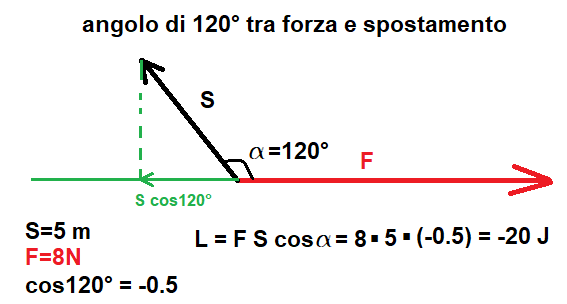 angolo di 120° tra forza e spostamento
S
α=120°
F
S cos120°
S=5 m
F=8N
cos120° = -0.5
L = F S cosα = 8 ▪ 5 ▪ (-0.5) = -20 J